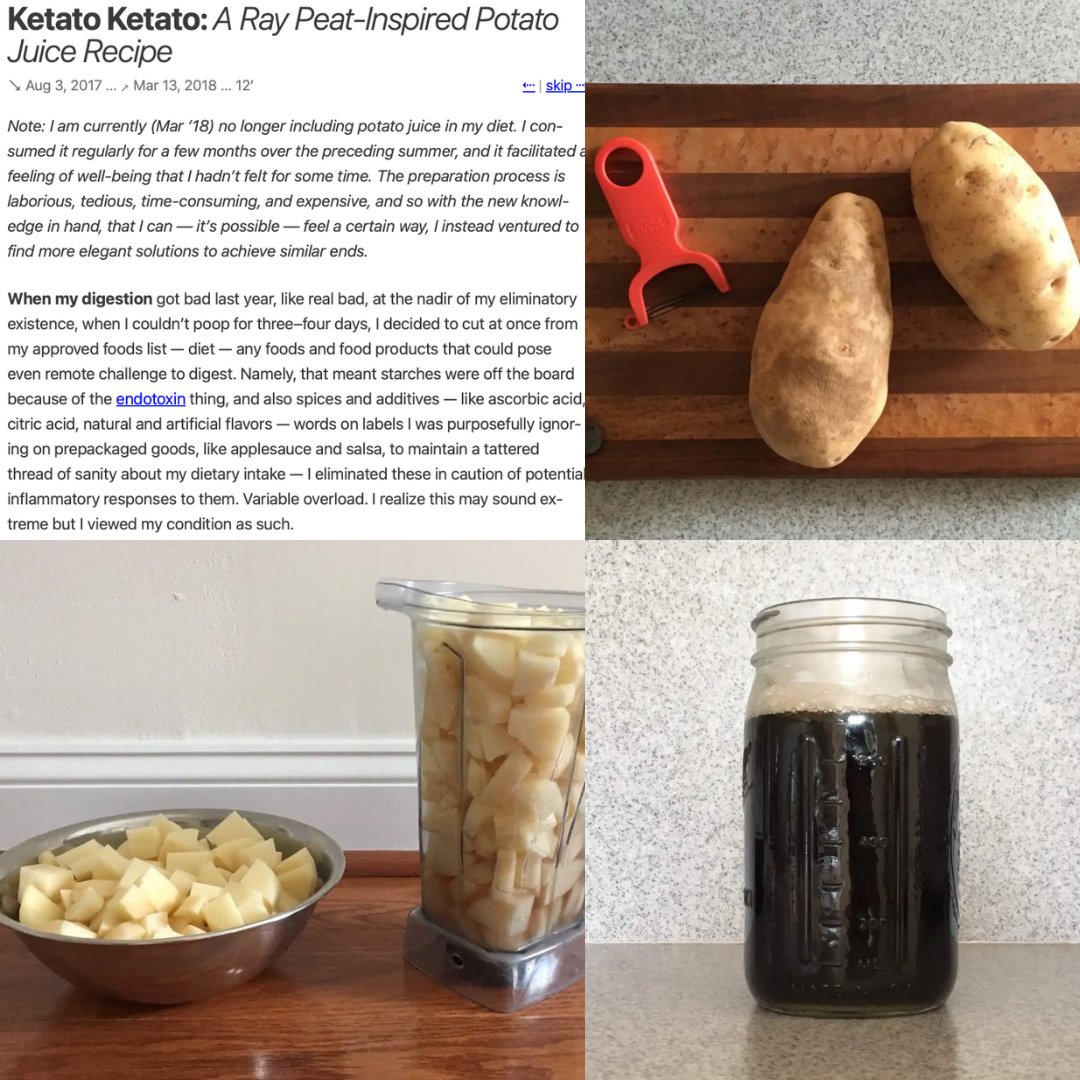 Ketato Ketato: A Ray Peat-Inspired Potato
Juice Recipe
↘ Aug 3, 2017 ... ↗ Mar 13, 2018 ... 12′
⇠ | skip ⇢
Note: I am currently (Mar ’18) no longer including potato juice in my diet. I con-
sumed it regularly for a few months over the preceding summer, and it facilitated a
feeling of well-being that I hadn’t felt for some time. The preparation process is
laborious, tedious, time-consuming, and expensive, and so with the new knowl-
edge in hand, that I can — it’s possible — feel a certain way, I instead ventured to
find more elegant solutions to achieve similar ends.
When my digestion got bad last year, like real bad, at the nadir of my eliminatory
existence, when I couldn’t poop for three–four days, I decided to cut at once from
my approved foods list — diet — any foods and food products that could pose
even remote challenge to digest. Namely, that meant starches were off the board
because of the endotoxin thing, and also spices and additives — like ascorbic acid,
citric acid, natural and artificial flavors — words on labels I was purposefully ignor-
ing on prepackaged goods, like applesauce and salsa, to maintain a tattered
thread of sanity about my dietary intake — I eliminated these in caution of potential
inflammatory responses to them. Variable overload. I realize this may sound ex-
treme but I viewed my condition as such.
400